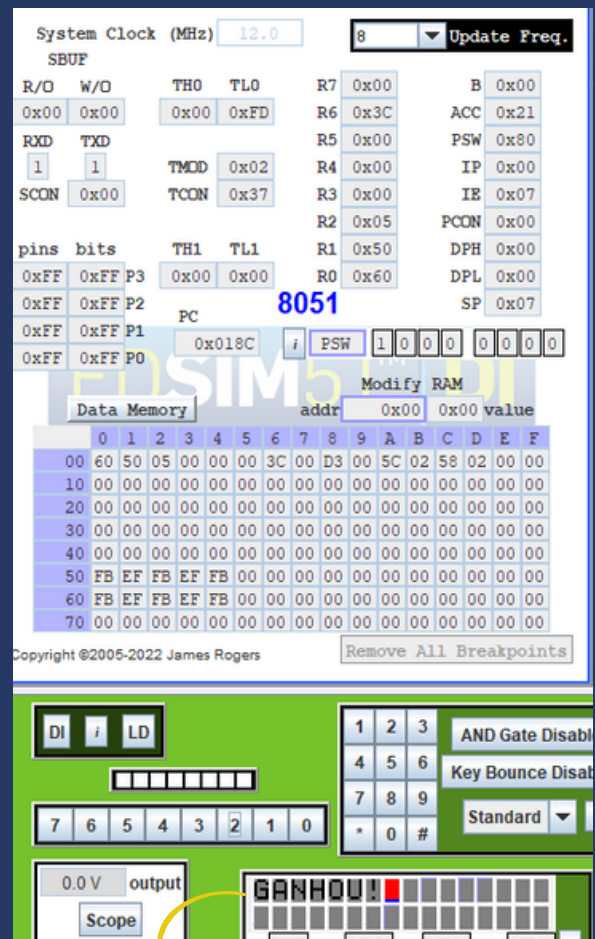 System Clock (MHz) 12.0 8 Update Freq.
SBUF
R/O W/O TH0 TL0 R7 0x00 B 0x00
0x00 0x00 0x00 0xFD R6 0x3C ACC 0x21
RXD TXD R5 0x00 PSW 0x80
1 1 TMOD 0x02 R4 0x00 IP 0x00
SCON 0x00 TCON 0x37 R3 0x00 IE 0x07
R2 0x05 PCON 0x00
pins bits TH1 TL1 R1 0x50 DPH 0x00
0xFF 0xFF P3 0x00 0x00 R0 0x60 DPL 0x00
0xFF 0xFF P2 PC 8051 SP 0x07
0xFF 0xFF P1 0x018C i PSW 1 0 0 0 0 0 0 0
0xFF 0xFF P0
Modify RAM
Data Memory addr 0x00 0x00 value
0 1 2 3 4 5 6 7 8 9 A B C D E F
00 60 50 05 00 00 00 3C 00 D3 00 5C 02 58 02 00 00
10 00 00 00 00 00 00 00 00 00 00 00 00 00 00 00 00
20 00 00 00 00 00 00 00 00 00 00 00 00 00 00 00 00
30 00 00 00 00 00 00 00 00 00 00 00 00 00 00 00 00
40 00 00 00 00 00 00 00 00 00 00 00 00 00 00 00 00
50 FB EF FB EF FB 00 00 00 00 00 00 00 00 00 00 00
60 FB EF FB EF FB 00 00 00 00 00 00 00 00 00 00 00
70 00 00 00 00 00 00 00 00 00 00 00 00 00 00 00 00
Copyright ©2005-2022 James Rogers Remove All Breakpoints
DI i LD
1 2 3 AND Gate Disabl
4 5 6 Key Bounce Disab
7 8 9
* 0 # Standard
7 6 5 4 3 2 1 0
0.0 V output
Scope
GANHOU!